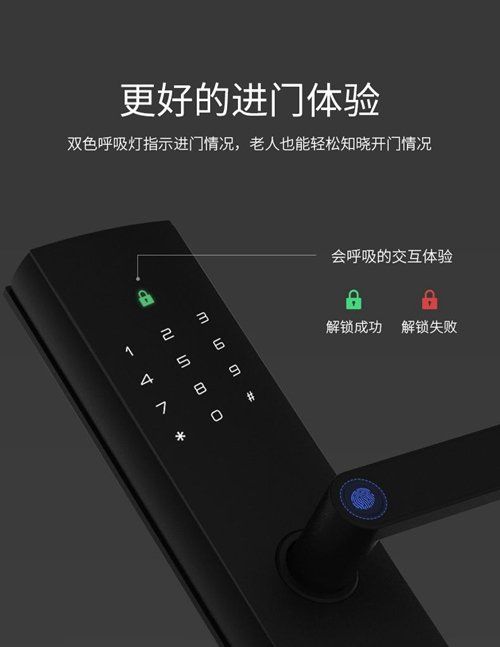 更好的进门体验
双色呼吸灯指示进门情况，老人也能轻松知晓开门情况
会呼吸的交互体验
解锁成功 解锁失败
1 2 3
4 5 6
7 8 9
* 0 #